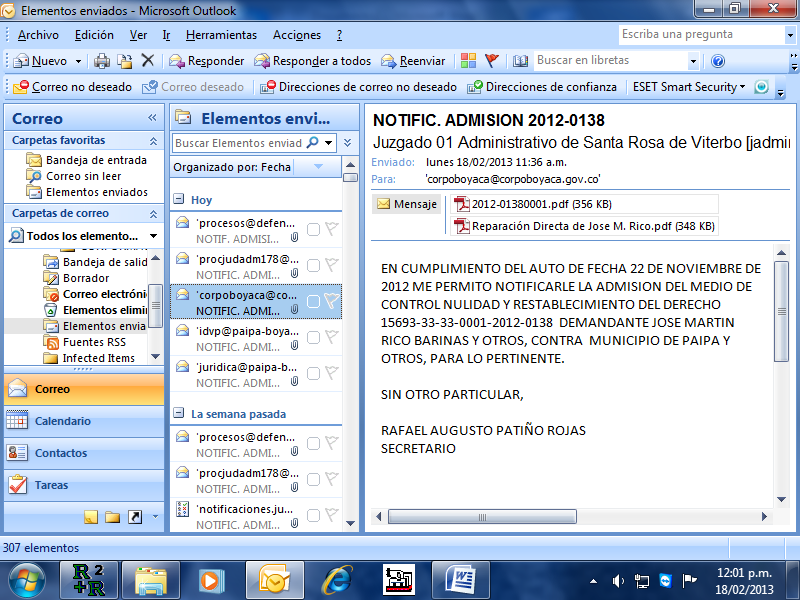 Elementos enviados - Microsoft Outlook
Archivo Edición Ver Ir Herramientas Acciones ?
Escriba una pregunta
Nuevo Responder Responder a todos Reenviar Buscar en libretas
Correo no deseado Correo deseado Direcciones de correo no deseado Direcciones de confianza ESET Smart Security
Correo
Carpetas favoritas
Bandeja de entrada
Correo sin leer
Elementos enviados
Carpetas de correo
Todos los elemento...
Bandeja de salid
Borrador
Correo electróni
Elementos elimi
Elementos envia
Fuentes RSS
Infected Items
Correo
Calendario
Contactos
Tareas
Elementos envi...
Buscar Elementos enviad
Organizado por: Fecha
Hoy
'procesos@defen...
NOTIF. ADMISI...
'procjudadm178@...
NOTIFIC. ADMI...
'corpoboyaca@co...
NOTIFIC. ADMI...
'idvp@paipa-boya...
NOTIFIC. ADMI...
'juridica@paipa-b...
NOTIFIC. ADMI...
La semana pasada
'procesos@defen...
NOTIFIC. ADMI...
'procjudadm178@...
NOTIFIC. ADMI...
'notificaciones.ju...
NOTIFIC. ADMI...
NOTIFIC. ADMISION 2012-0138
Juzgado 01 Administrativo de Santa Rosa de Viterbo [jadmi
Enviado: lunes 18/02/2013 11:36 a.m.
Para: 'corpoboyaca@corpoboyaca.gov.co'
Mensaje 2012-01380001.pdf (356 KB)
Reparación Directa de Jose M. Rico.pdf (348 KB)
EN CUMPLIMIENTO DEL AUTO DE FECHA 22 DE NOVIEMBRE DE
2012 ME PERMITO NOTIFICARLE LA ADMISION DEL MEDIO DE
CONTROL NULIDAD Y RESTABLECIMIENTO DEL DERECHO
15693-33-33-0001-2012-0138 DEMANDANTE JOSE MARTIN
RICO BARINAS Y OTROS, CONTRA MUNICIPIO DE PAIPA Y
OTROS, PARA LO PERTINENTE.
SIN OTRO PARTICULAR,
RAFAEL AUGUSTO PATIÑO ROJAS
SECRETARIO
307 elementos
12:01 p.m.
18/02/2013